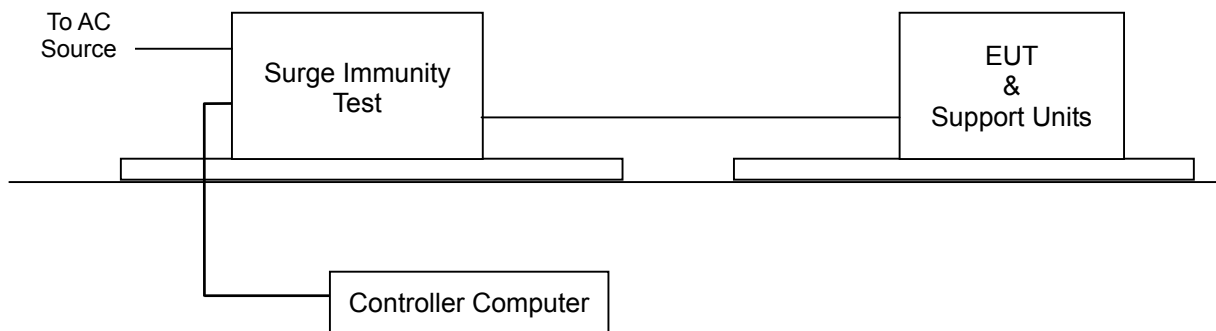 To AC
Source
Surge Immunity
Test
EUT
&
Support Units
Controller Computer